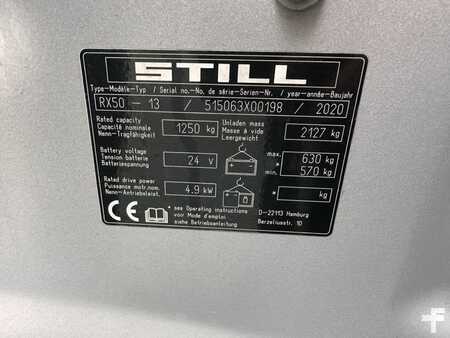 STILL
Type-Modèle-Typ / Serial no.-No. de série-Serien-Nr. / year-année-Baujahr
RX50 - 13 / 515063X00198 / 2020
Rated capacity
Capacité nominale 1250 kg
Nenn-Tragfähigkeit
Unladen mass
Masse à vide 2127 kg
Leergewicht
Battery voltage
Tension batterie 24 V
Batteriespannung
max. 630 kg
* *
min. 570 kg
Rated drive power
Puissance motr.nom. 4.9 kW
Nenn-Antriebsleist.
* kg
CE
* see Operating instructions
voir Mode d'emploi
siehe Betriebsanleitung
D-22113 Hamburg
Berzeliusstr. 10
F